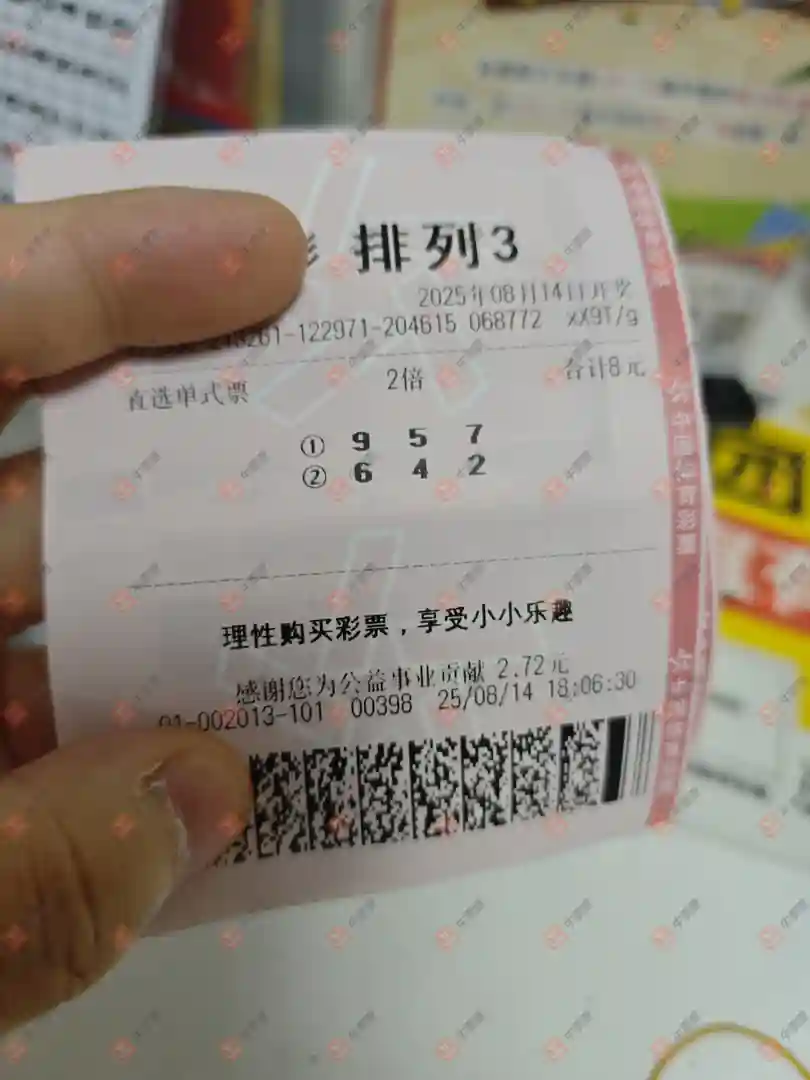 排列3
2025年08月14日开奖
-122971-204615 068772 xX9T/g
直选单式票 2倍 合计8元
① 9 5 7
② 6 4 2
理性购买彩票，享受小小乐趣
感谢您为公益事业贡献 2.72元
01-002013-101 00398 25/08/14 18:06:30